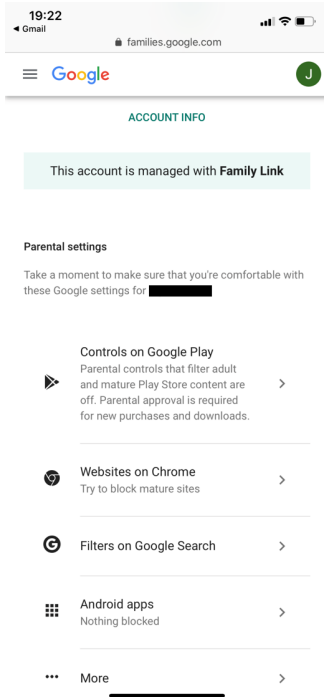 19:22
◀ Gmail
families.google.com
Google
J
ACCOUNT INFO
This account is managed with Family Link
Parental settings
Take a moment to make sure that you're comfortable with
these Google settings for
Controls on Google Play
Parental controls that filter adult
and mature Play Store content are
off. Parental approval is required
for new purchases and downloads.
Websites on Chrome
Try to block mature sites
G
Filters on Google Search
Android apps
Nothing blocked
More